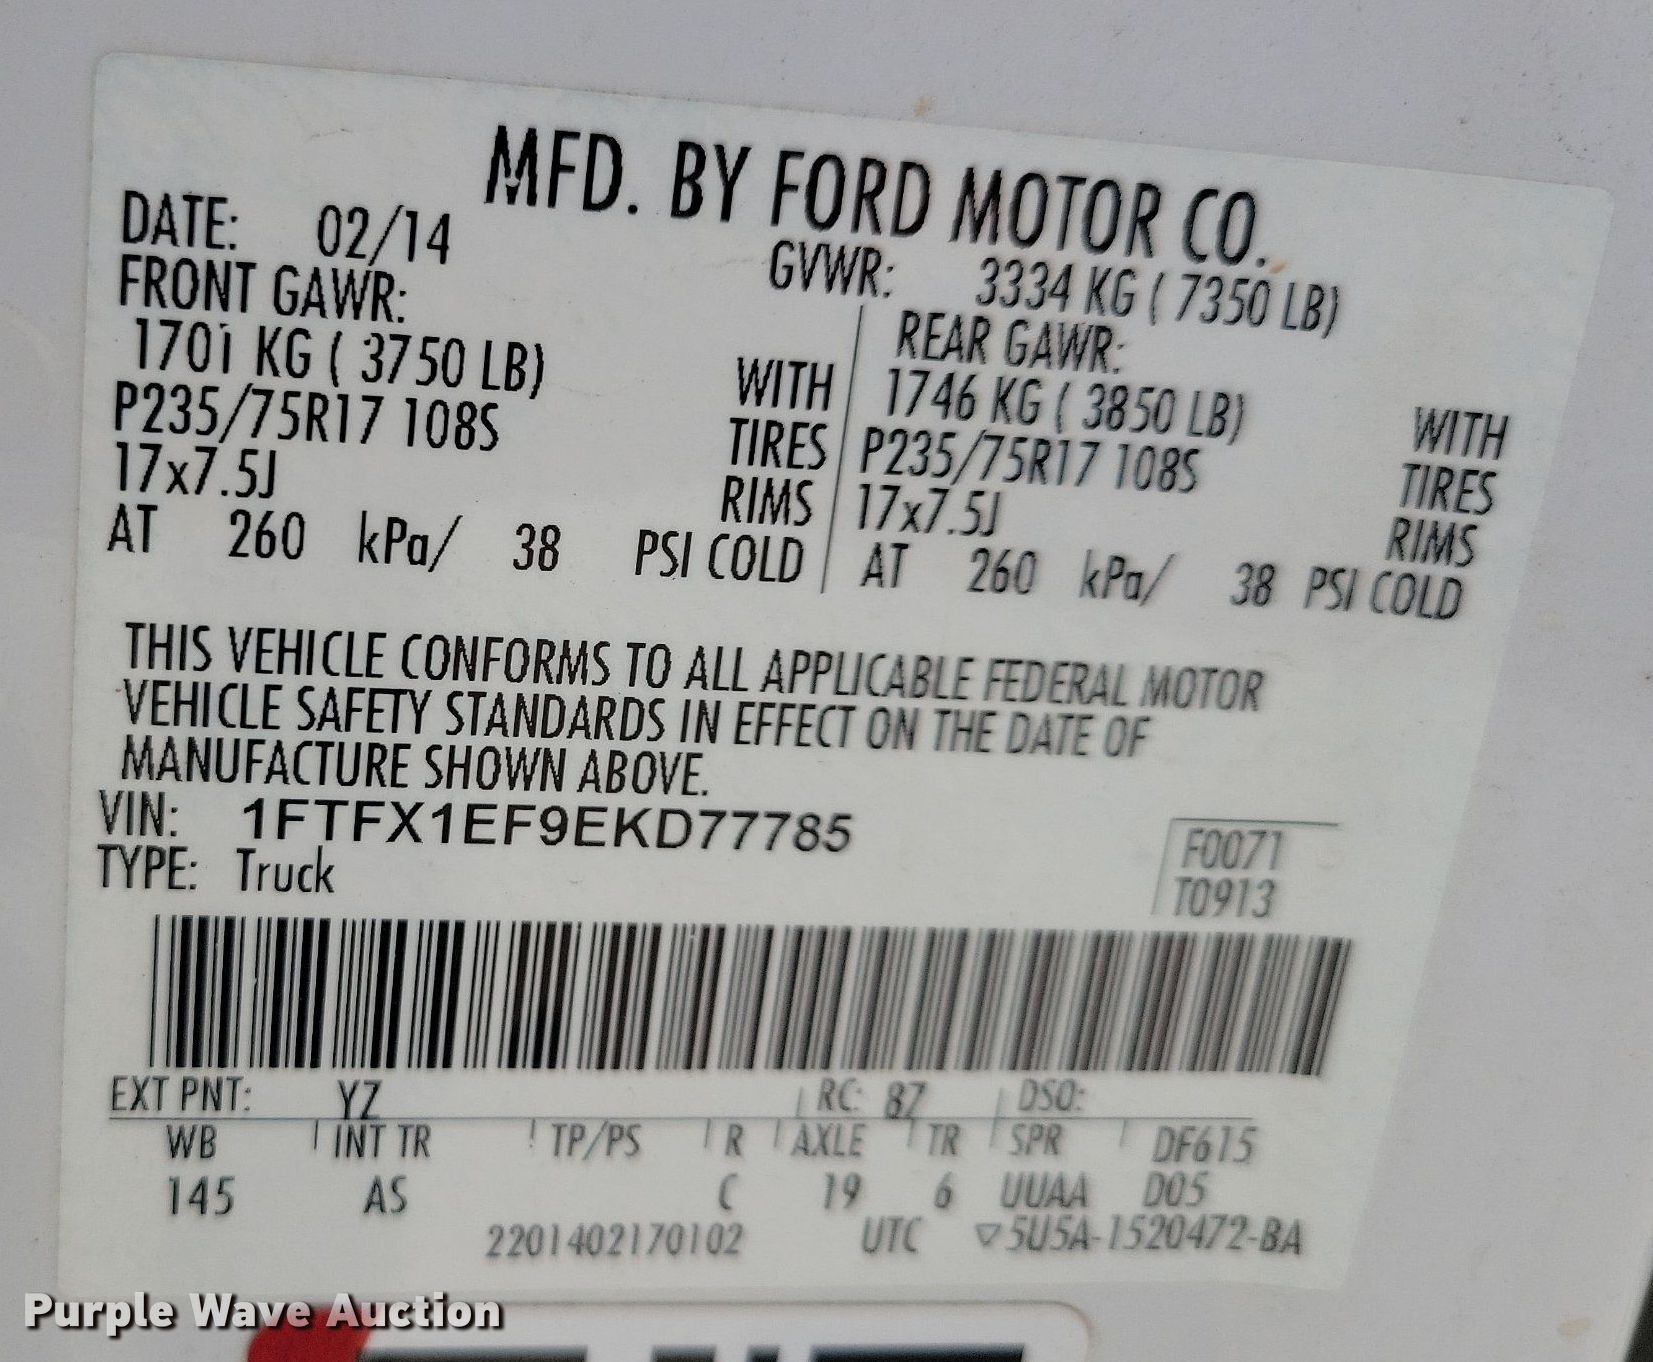 MFD. BY FORD MOTOR CO.
DATE: 02/14
GVWR: 3334 KG ( 7350 LB)
FRONT GAWR:
1701 KG ( 3750 LB) WITH
P235/75R17 108S TIRES
17x7.5J RIMS
AT 260 kPa/ 38 PSI COLD
REAR GAWR:
1746 KG ( 3850 LB) WITH
P235/75R17 108S TIRES
17x7.5J RIMS
AT 260 kPa/ 38 PSI COLD
THIS VEHICLE CONFORMS TO ALL APPLICABLE FEDERAL MOTOR
VEHICLE SAFETY STANDARDS IN EFFECT ON THE DATE OF
MANUFACTURE SHOWN ABOVE.
VIN: 1FTFX1EF9EKD77785
TYPE: Truck
F0071
T0913
EXT PNT: YZ RC: 87 DSO:
WB INT TR TP/PS R AXLE TR SPR DF615
145 AS C 19 6 UUAA D05
2201402170102 UTC ▽5U5A-1520472-BA
Purple Wave Auction